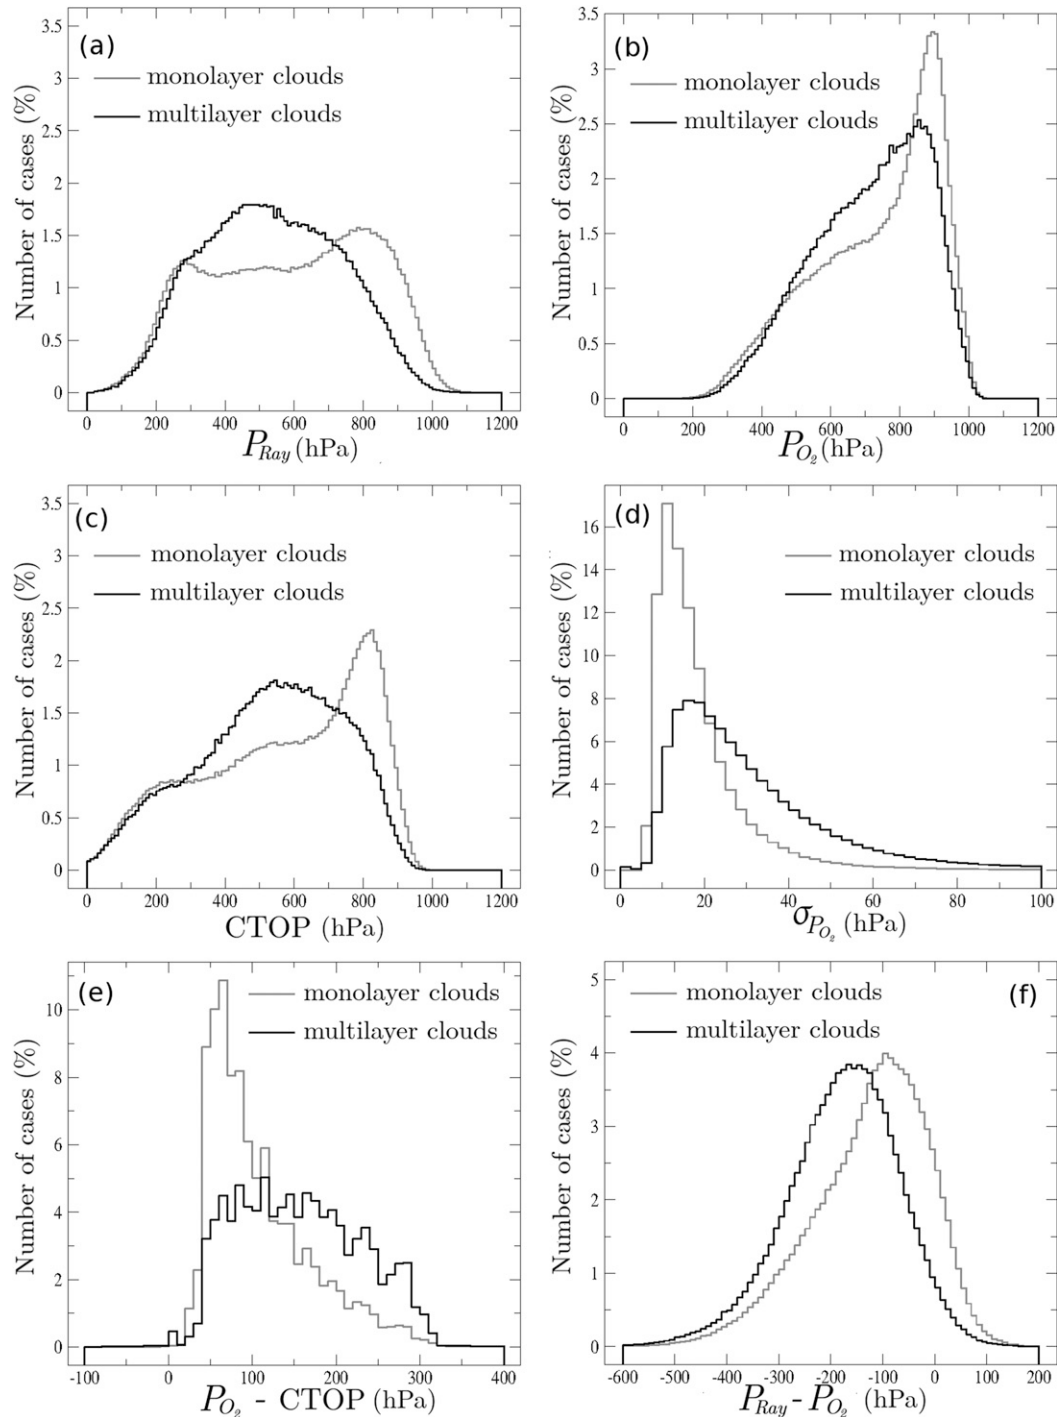 (a)
monolayer clouds
multilayer clouds
Number of cases (%)
3.5
3
2.5
2
1.5
1
0.5
0
0 200 400 600 800 1000 1200
P_Ray (hPa)
(b)
monolayer clouds
multilayer clouds
Number of cases (%)
3.5
3
2.5
2
1.5
1
0.5
0
0 200 400 600 800 1000 1200
P_O₂ (hPa)
(c)
monolayer clouds
multilayer clouds
Number of cases (%)
3.5
3
2.5
2
1.5
1
0.5
0
0 200 400 600 800 1000 1200
CTOP (hPa)
(d)
monolayer clouds
multilayer clouds
Number of cases (%)
16
14
12
10
8
6
4
2
0
0 20 40 60 80 100
σ_P_O₂ (hPa)
(e)
monolayer clouds
multilayer clouds
Number of cases (%)
10
8
6
4
2
0
-100 0 100 200 300 400
P_O₂ - CTOP (hPa)
(f)
monolayer clouds
multilayer clouds
Number of cases (%)
5
4
3
2
1
0
-600 -500 -400 -300 -200 -100 0 100 200
P_Ray - P_O₂ (hPa)